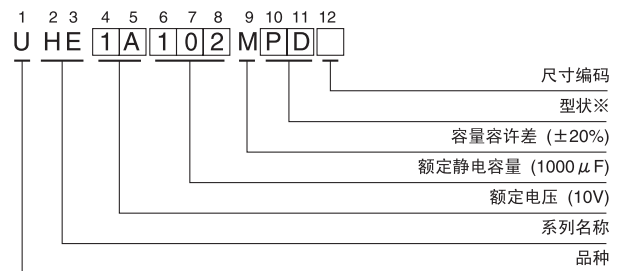 1 2 3 4 5 6 7 8 9 10 11 12
U H E 1 A 1 0 2 M P D
尺寸编码
型状※
容量容许差 (±20%)
额定静电容量 (1000μF)
额定电压 (10V)
系列名称
品种